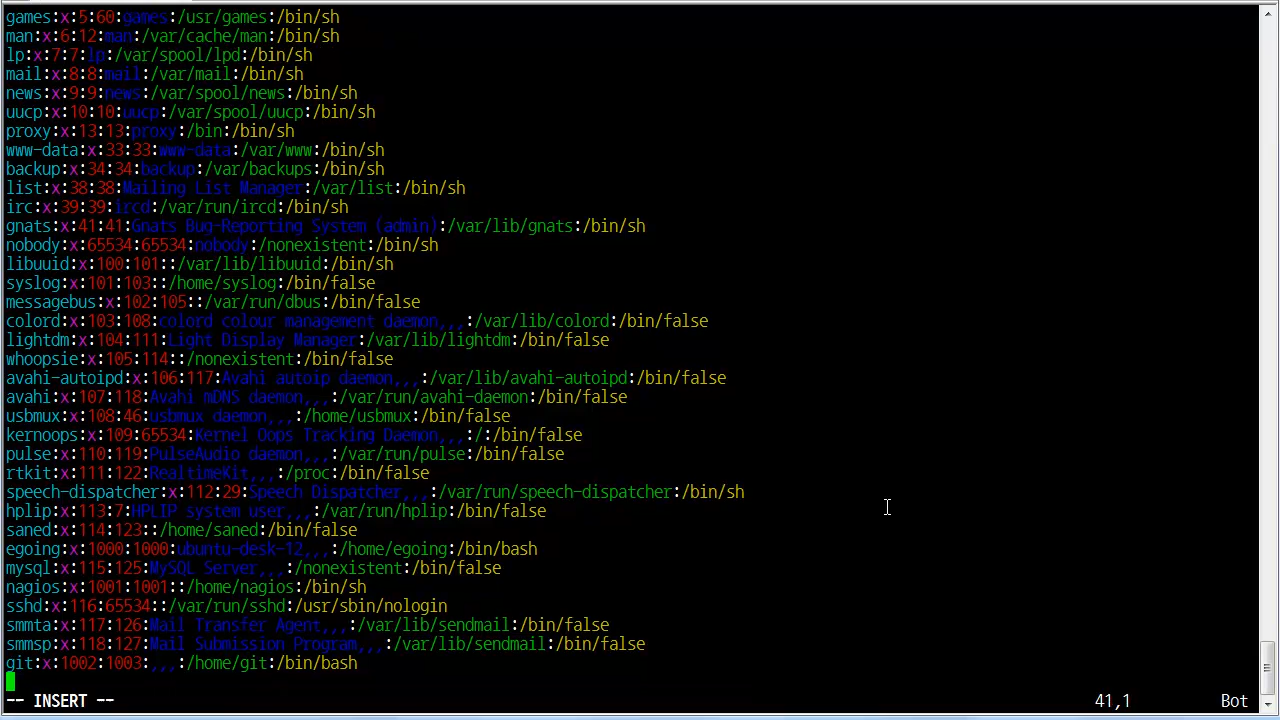 games:x:5:60:games:/usr/games:/bin/sh
man:x:6:12:man:/var/cache/man:/bin/sh
lp:x:7:7:lp:/var/spool/lpd:/bin/sh
mail:x:8:8:mail:/var/mail:/bin/sh
news:x:9:9:news:/var/spool/news:/bin/sh
uucp:x:10:10:uucp:/var/spool/uucp:/bin/sh
proxy:x:13:13:proxy:/bin:/bin/sh
www-data:x:33:33:www-data:/var/www:/bin/sh
backup:x:34:34:backup:/var/backups:/bin/sh
list:x:38:38:Mailing List Manager:/var/list:/bin/sh
irc:x:39:39:ircd:/var/run/ircd:/bin/sh
gnats:x:41:41:Gnats Bug-Reporting System (admin):/var/lib/gnats:/bin/sh
nobody:x:65534:65534:nobody:/nonexistent:/bin/sh
libuuid:x:100:101::/var/lib/libuuid:/bin/sh
syslog:x:101:103::/home/syslog:/bin/false
messagebus:x:102:105::/var/run/dbus:/bin/false
colord:x:103:108:colord colour management daemon,,,:/var/lib/colord:/bin/false
lightdm:x:104:111:Light Display Manager:/var/lib/lightdm:/bin/false
whoopsie:x:105:114::/nonexistent:/bin/false
avahi-autoipd:x:106:117:Avahi autoip daemon,,,:/var/lib/avahi-autoipd:/bin/false
avahi:x:107:118:Avahi mDNS daemon,,,:/var/run/avahi-daemon:/bin/false
usbmux:x:108:46:usbmux daemon,,,:/home/usbmux:/bin/false
kernoops:x:109:65534:Kernel Oops Tracking Daemon,,,:/:/bin/false
pulse:x:110:119:PulseAudio daemon,,,:/var/run/pulse:/bin/false
rtkit:x:111:122:RealtimeKit,,,:/proc:/bin/false
speech-dispatcher:x:112:29:Speech Dispatcher,,,:/var/run/speech-dispatcher:/bin/sh
hplip:x:113:7:HPLIP system user,,,:/var/run/hplip:/bin/false
saned:x:114:123::/home/saned:/bin/false
egoing:x:1000:1000:ubuntu-desk-12,,,:/home/egoing:/bin/bash
mysql:x:115:125:MySQL Server,,,:/nonexistent:/bin/false
nagios:x:1001:1001::/home/nagios:/bin/sh
sshd:x:116:65534::/var/run/sshd:/usr/sbin/nologin
smmta:x:117:126:Mail Transfer Agent,,,:/var/lib/sendmail:/bin/false
smmsp:x:118:127:Mail Submission Program,,,:/var/lib/sendmail:/bin/false
git:x:1002:1003:,,,:/home/git:/bin/bash
-- INSERT -- 41,1 Bot